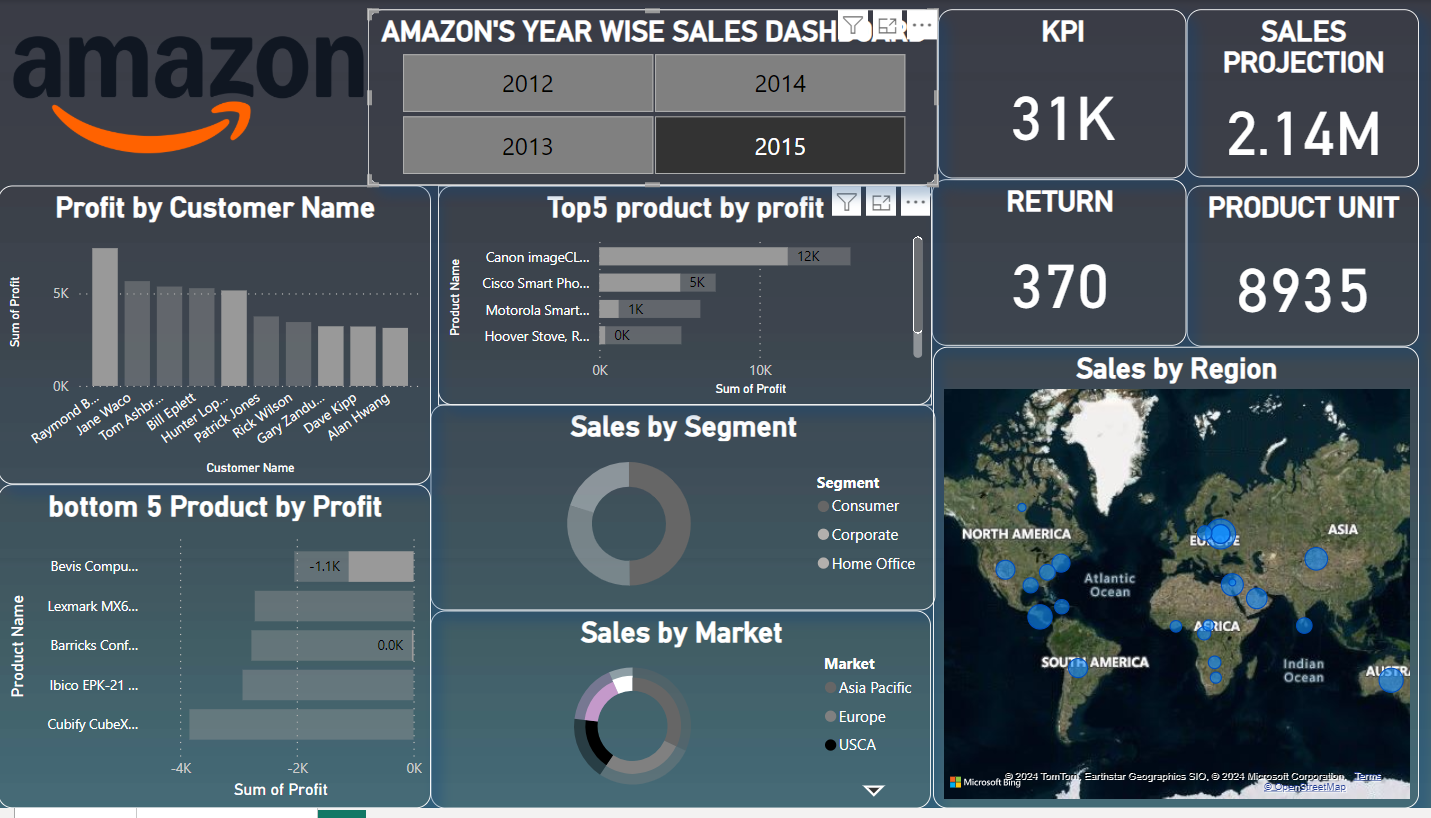 amazon
AMAZON'S YEAR WISE SALES DASHBOARD
2012
2014
2013
2015
KPI
31K
SALES
PROJECTION
2.14M
RETURN
370
PRODUCT UNIT
8935
Profit by Customer Name
Sum of Profit
5K
0K
Raymond B...
Jane Waco
Tom Ashbr...
Bill Eplett
Hunter Lop...
Patrick Jones
Rick Wilson
Gary Zandu...
Dave Kipp
Alan Hwang
Customer Name
Top5 product by profit
Product Name
Canon imageCL...
12K
Cisco Smart Pho...
5K
Motorola Smart...
1K
Hoover Stove, R...
0K
0K
10K
Sum of Profit
Sales by Segment
Segment
Consumer
Corporate
Home Office
bottom 5 Product by Profit
Product Name
Bevis Compu...
-1.1K
Lexmark MX6...
Barricks Conf...
0.0K
Ibico EPK-21 ...
Cubify CubeX...
-4K
-2K
0K
Sum of Profit
Sales by Market
Market
Asia Pacific
Europe
USCA
Sales by Region
NORTH AMERICA
EUROPE
ASIA
Atlantic
Ocean
AFRICA
SOUTH AMERICA
Indian
Ocean
AUSTRA
Microsoft Bing
© 2024 TomTom, Earthstar Geographics SIO, © 2024 Microsoft Corporation, Terms
© OpenStreetMap